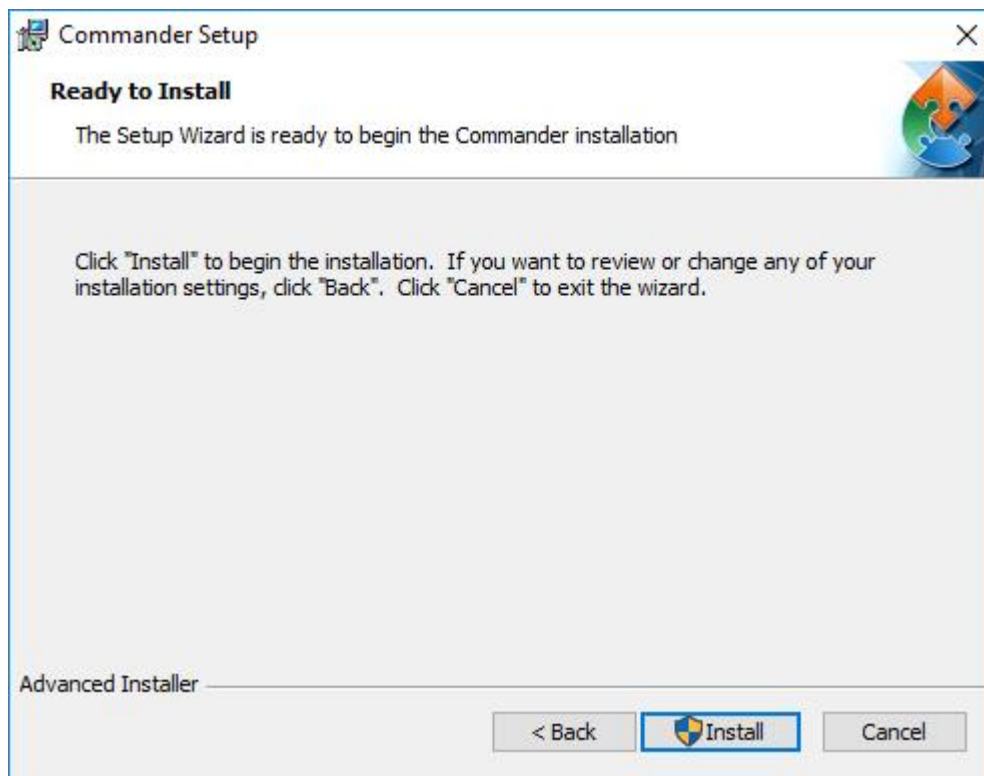 Commander Setup
Ready to Install
The Setup Wizard is ready to begin the Commander installation
Click "Install" to begin the installation.  If you want to review or change any of your
installation settings, click "Back".  Click "Cancel" to exit the wizard.
Advanced Installer
< Back
Install
Cancel